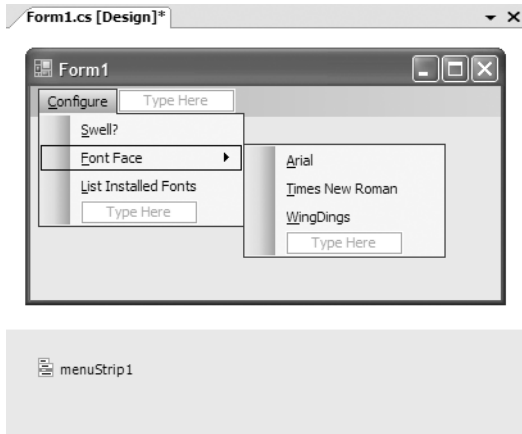 Form1.cs [Design]*
Form1
Configure Type Here
Swell?
Font Face
List Installed Fonts
Type Here
Arial
Times New Roman
WingDings
Type Here
menuStrip1